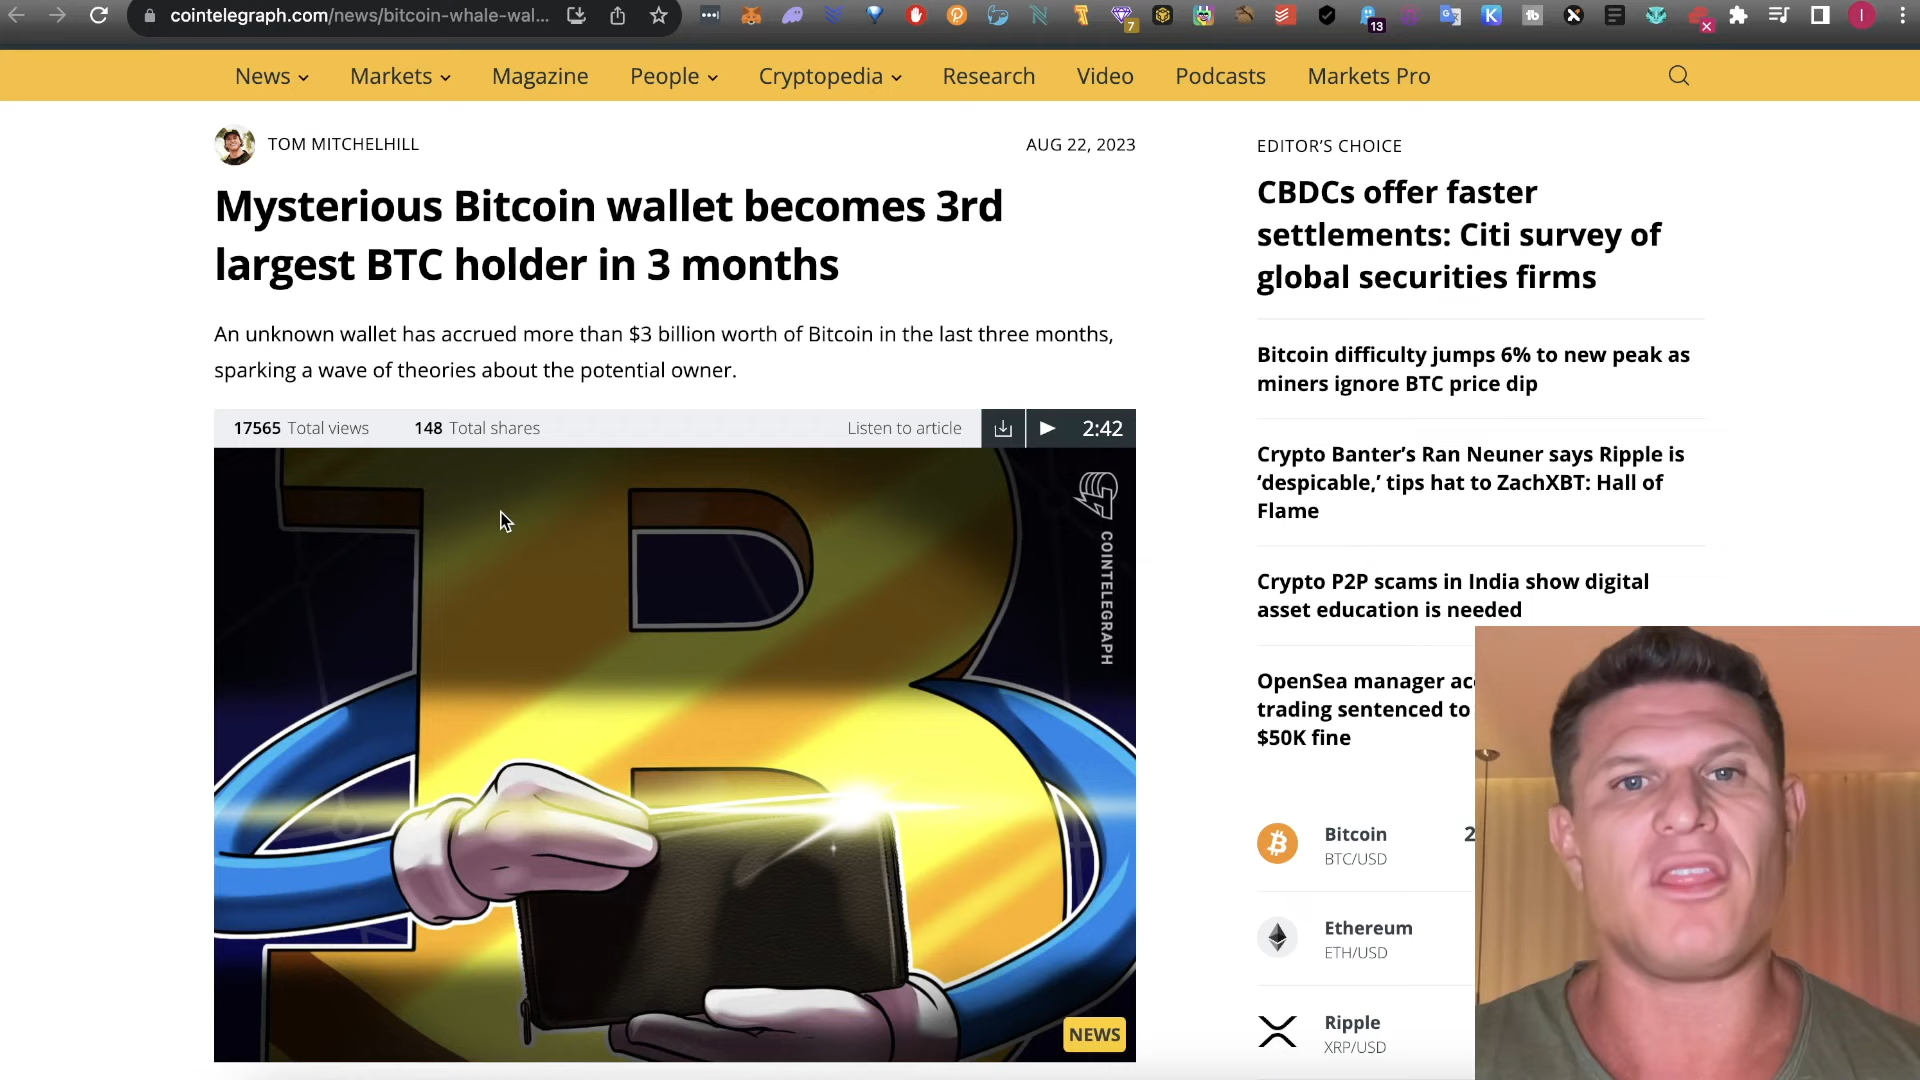 cointelegraph.com/news/bitcoin-whale-wal...
7
13
News
Markets
Magazine
People
Cryptopedia
Research
Video
Podcasts
Markets Pro
TOM MITCHELHILL
AUG 22, 2023
Mysterious Bitcoin wallet becomes 3rd
largest BTC holder in 3 months
An unknown wallet has accrued more than $3 billion worth of Bitcoin in the last three months,
sparking a wave of theories about the potential owner.
17565 Total views
148 Total shares
Listen to article
2:42
COINTELEGRAPH
NEWS
EDITOR'S CHOICE
CBDCs offer faster
settlements: Citi survey of
global securities firms
Bitcoin difficulty jumps 6% to new peak as
miners ignore BTC price dip
Crypto Banter's Ran Neuner says Ripple is
‘despicable,’ tips hat to ZachXBT: Hall of
Flame
Crypto P2P scams in India show digital
asset education is needed
OpenSea manager
trading sentenced to
$50K fine
Bitcoin
2
BTC/USD
Ethereum
ETH/USD
Ripple
XRP/USD